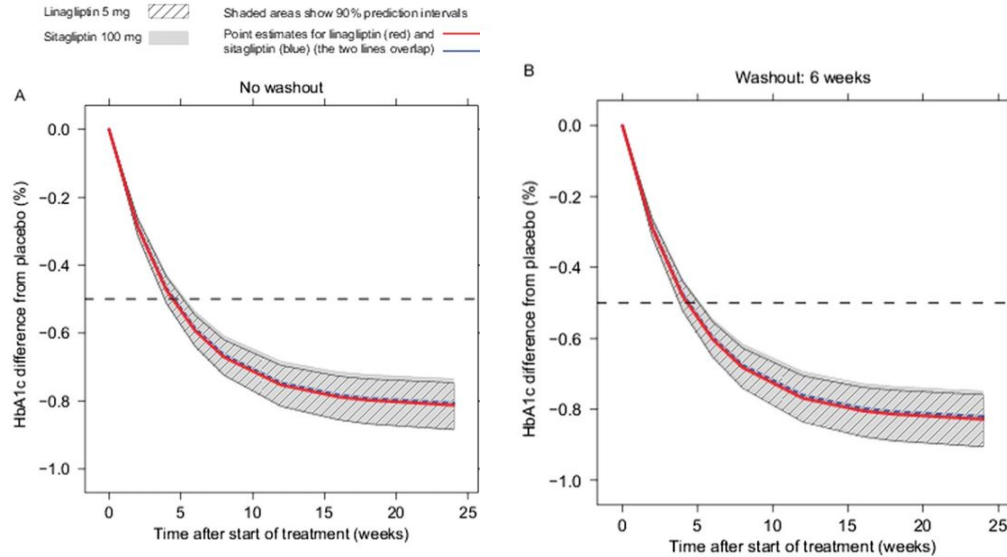 Linagliptin 5 mg
Sitagliptin 100 mg
Shaded areas show 90% prediction intervals
Point estimates for linagliptin (red) and
sitagliptin (blue) (the two lines overlap)
A
No washout
HbA1c difference from placebo (%)
0.0
−0.2
−0.4
−0.6
−0.8
−1.0
0
5
10
15
20
25
Time after start of treatment (weeks)
B
Washout: 6 weeks
HbA1c difference from placebo (%)
0.0
−0.2
−0.4
−0.6
−0.8
−1.0
0
5
10
15
20
25
Time after start of treatment (weeks)